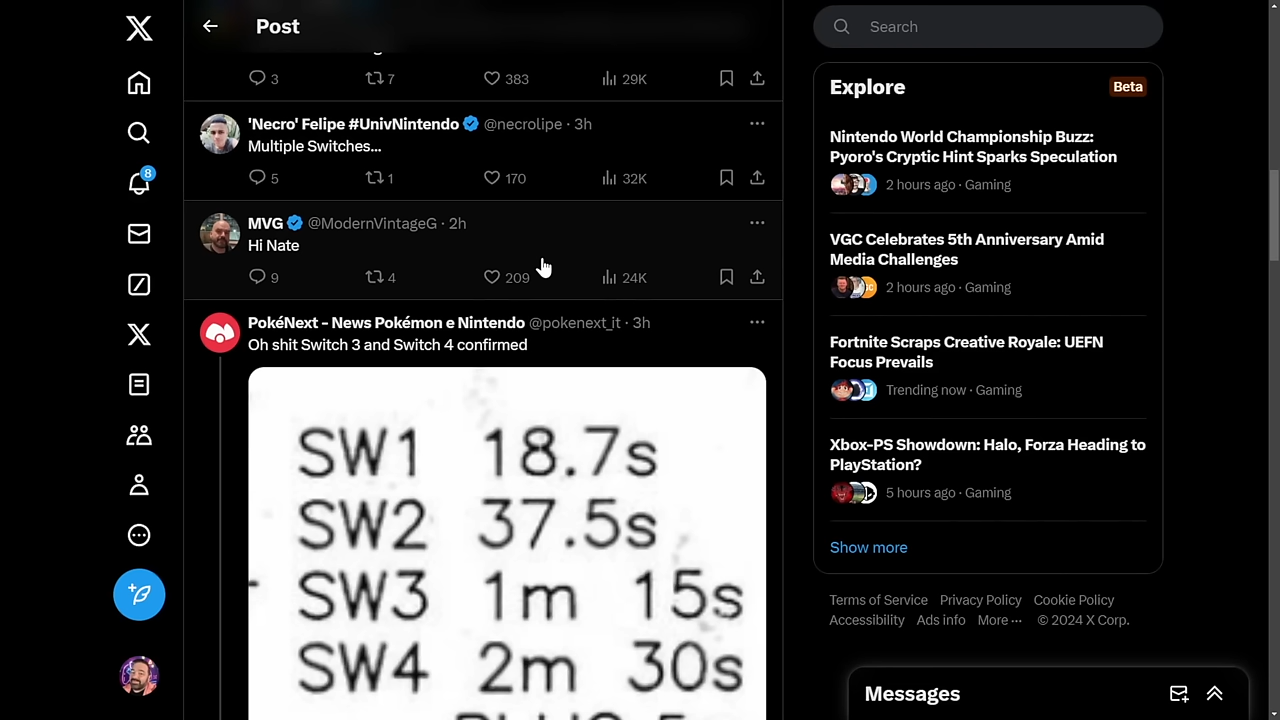 Post
3 7 383 29K
'Necro' Felipe #UnivNintendo @necrolipe · 3h
Multiple Switches...
5 1 170 32K
MVG @ModernVintageG · 2h
Hi Nate
9 4 209 24K
PokéNext - News Pokémon e Nintendo @pokenext_it · 3h
Oh shit Switch 3 and Switch 4 confirmed
SW1 18.7s
SW2 37.5s
SW3 1m 15s
SW4 2m 30s
8
Search
Explore Beta
Nintendo World Championship Buzz:
Pyoro's Cryptic Hint Sparks Speculation
2 hours ago · Gaming
VGC Celebrates 5th Anniversary Amid
Media Challenges
2 hours ago · Gaming
Fortnite Scraps Creative Royale: UEFN
Focus Prevails
Trending now · Gaming
Xbox-PS Showdown: Halo, Forza Heading to
PlayStation?
5 hours ago · Gaming
Show more
Terms of Service Privacy Policy Cookie Policy
Accessibility Ads info More ··· © 2024 X Corp.
Messages